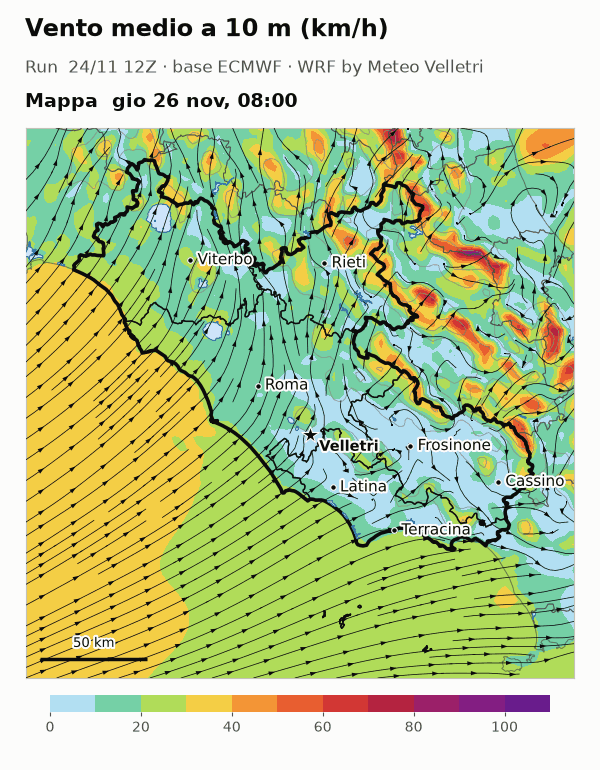 Vento medio a 10 m (km/h)
Run  24/11 12Z · base ECMWF · WRF by Meteo Velletri
Mappa  gio 26 nov, 08:00
Viterbo
Rieti
Roma
Velletri
Frosinone
Cassino
Latina
Terracina
50 km
0 20 40 60 80 100